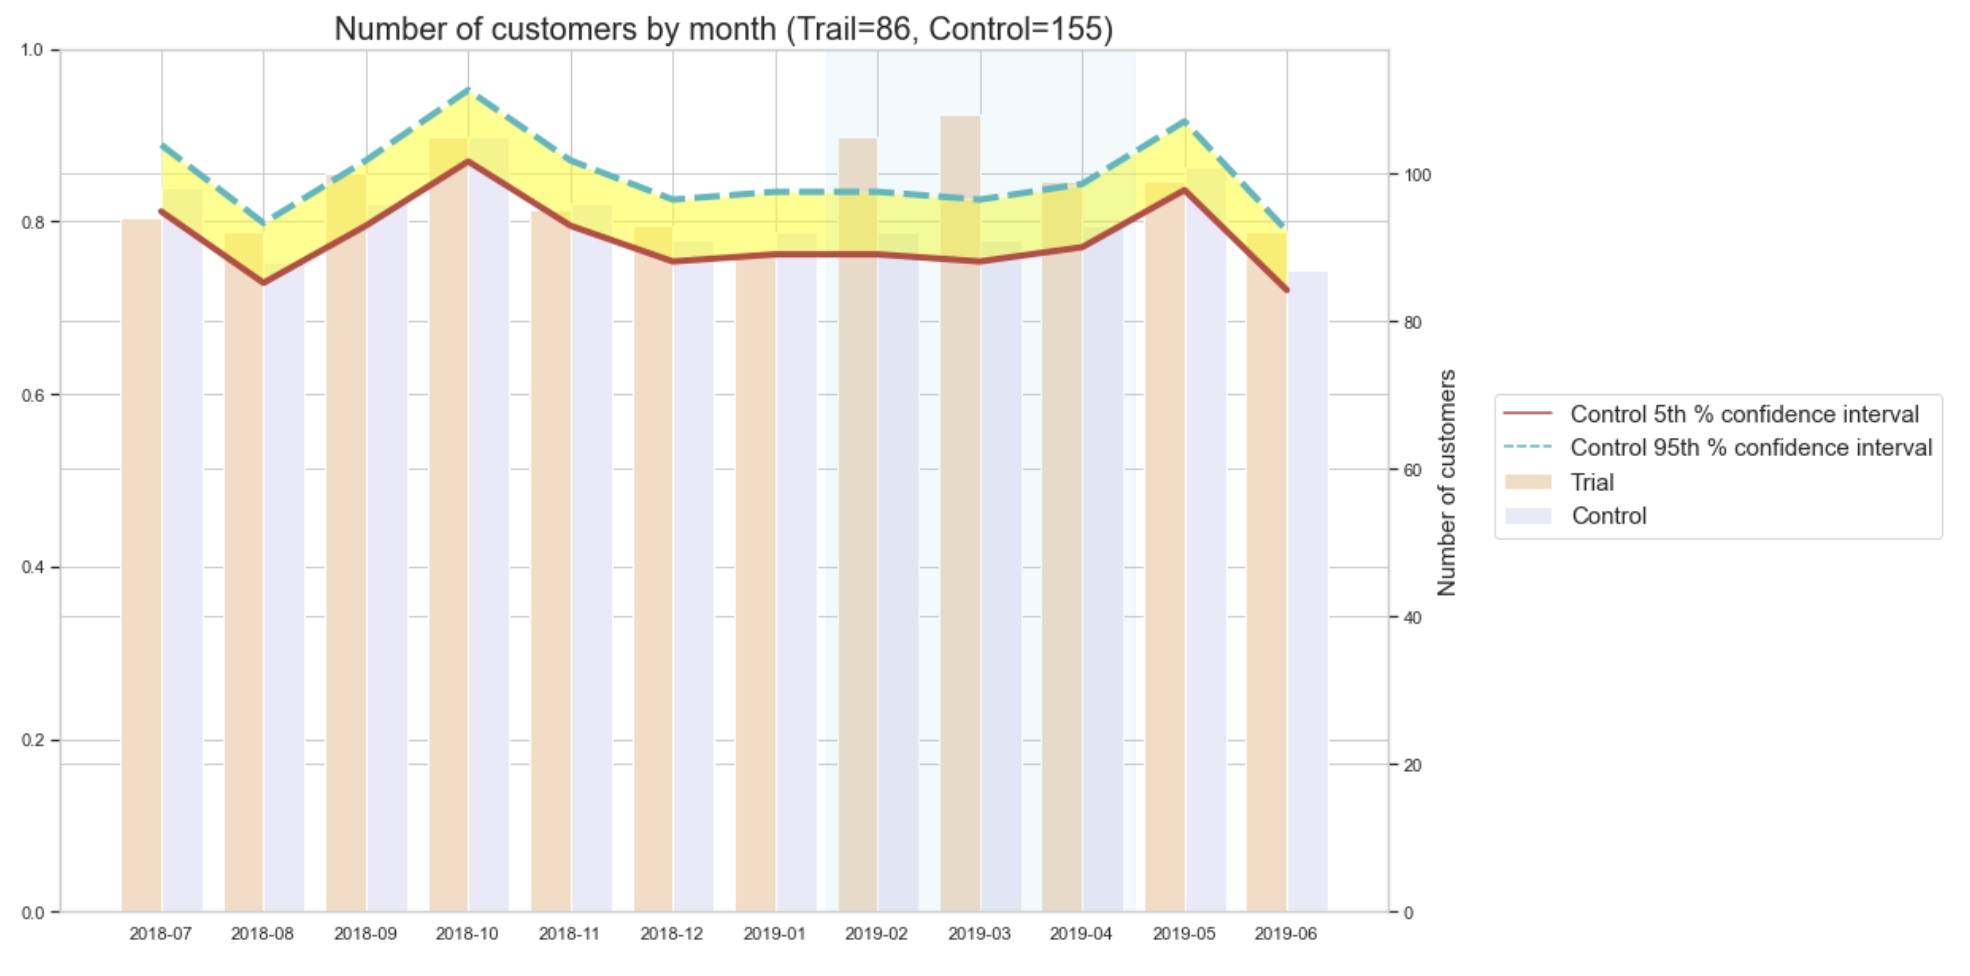 Number of customers by month (Trail=86, Control=155)
1.0
0.8
0.6
0.4
0.2
0.0
100
80
60
40
20
0
Number of customers
2018-07 2018-08 2018-09 2018-10 2018-11 2018-12 2019-01 2019-02 2019-03 2019-04 2019-05 2019-06
Control 5th % confidence interval
Control 95th % confidence interval
Trial
Control